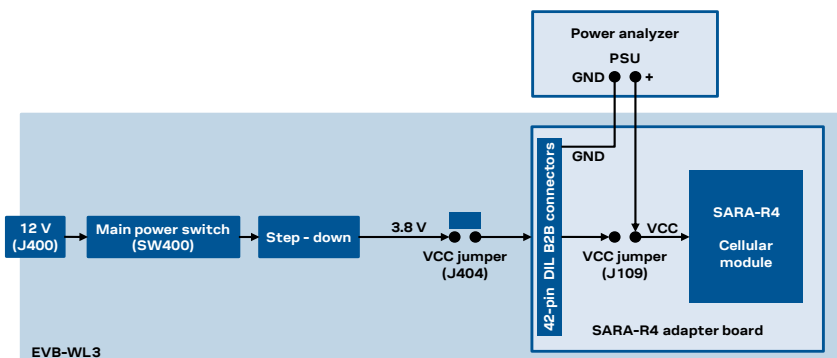 Power analyzer
PSU
GND +
GND
42-pin DIL B2B connectors
12 V
(J400)
Main power switch
(SW400)
Step - down
3.8 V
VCC jumper
(J404)
VCC jumper
(J109)
VCC
SARA-R4
Cellular
module
SARA-R4 adapter board
EVB-WL3